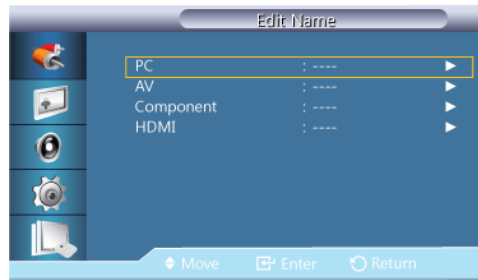 Edit Name
PC : ---- ►
AV : ---- ►
Component : ---- ►
HDMI : ---- ►
Move Enter Return